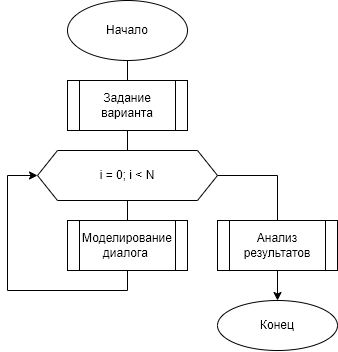 Начало
Задание
варианта
i = 0; i < N
Моделирование
диалога
Анализ
результатов
Конец